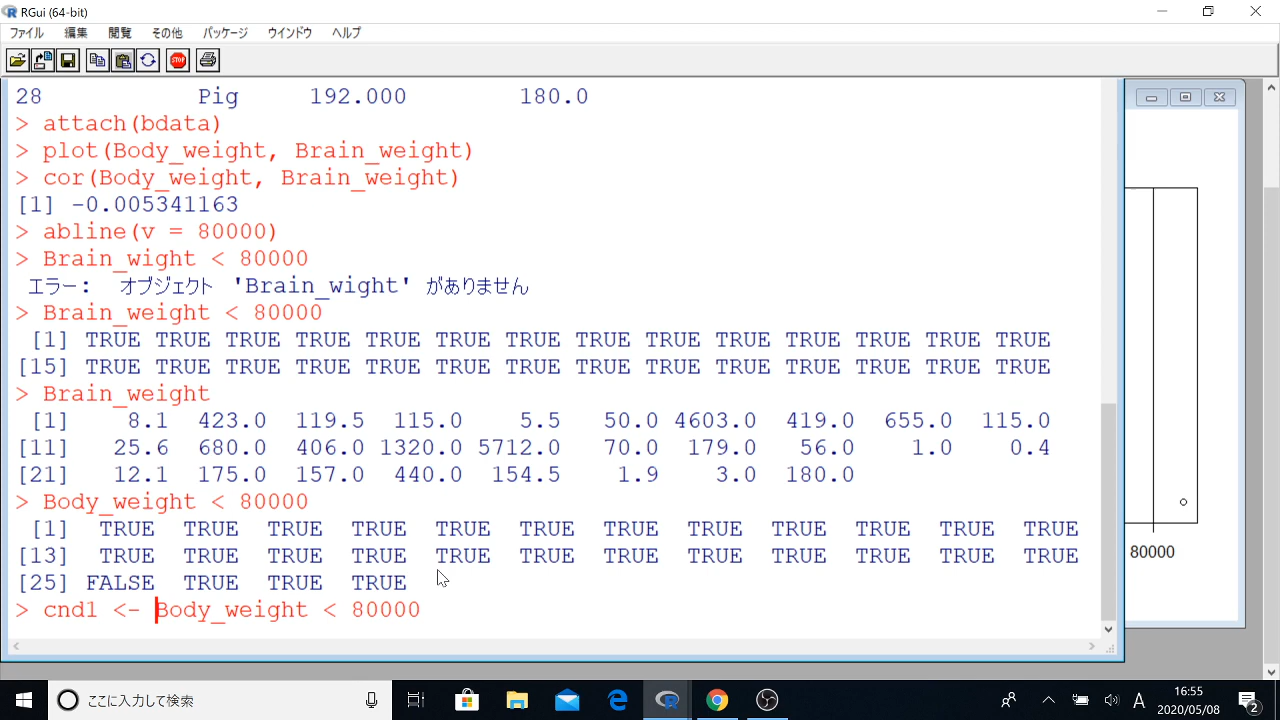 RGui (64-bit)
ファイル 編集 閲覧 その他 パッケージ ウインドウ ヘルプ
STOP
28 Pig 192.000 180.0
> attach(bdata)
> plot(Body_weight, Brain_weight)
> cor(Body_weight, Brain_weight)
[1] -0.005341163
> abline(v = 80000)
> Brain_wight < 80000
エラー: オブジェクト 'Brain_wight' がありません
> Brain_weight < 80000
[1] TRUE TRUE TRUE TRUE TRUE TRUE TRUE TRUE TRUE TRUE TRUE TRUE TRUE TRUE
[15] TRUE TRUE TRUE TRUE TRUE TRUE TRUE TRUE TRUE TRUE TRUE TRUE TRUE TRUE
> Brain_weight
[1] 8.1 423.0 119.5 115.0 5.5 50.0 4603.0 419.0 655.0 115.0
[11] 25.6 680.0 406.0 1320.0 5712.0 70.0 179.0 56.0 1.0 0.4
[21] 12.1 175.0 157.0 440.0 154.5 1.9 3.0 180.0
> Body_weight < 80000
[1] TRUE TRUE TRUE TRUE TRUE TRUE TRUE TRUE TRUE TRUE TRUE TRUE
[13] TRUE TRUE TRUE TRUE TRUE TRUE TRUE TRUE TRUE TRUE TRUE TRUE
[25] FALSE TRUE TRUE TRUE
> cnd1 <- Body_weight < 80000
80000
ここに入力して検索
A
16:55
2020/05/08
2